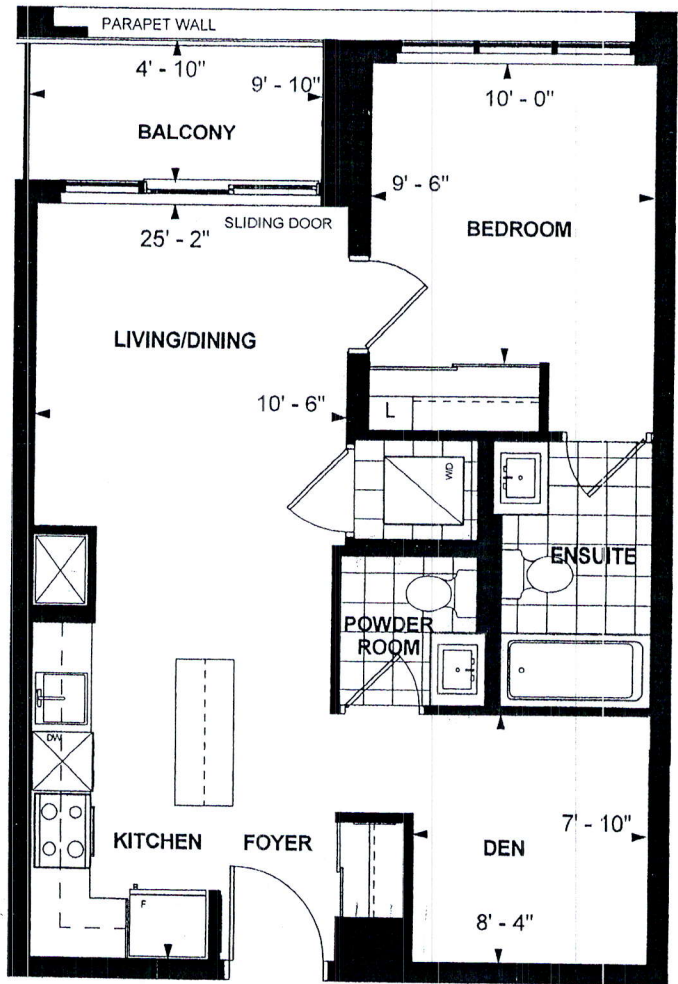 PARAPET WALL
4' - 10"
9' - 10"
BALCONY
10' - 0"
9' - 6"
BEDROOM
SLIDING DOOR
25' - 2"
LIVING/DINING
10' - 6"
L
W/D
ENSUITE
POWDER
ROOM
DW
KITCHEN
FOYER
DEN
7' - 10"
F
8' - 4"